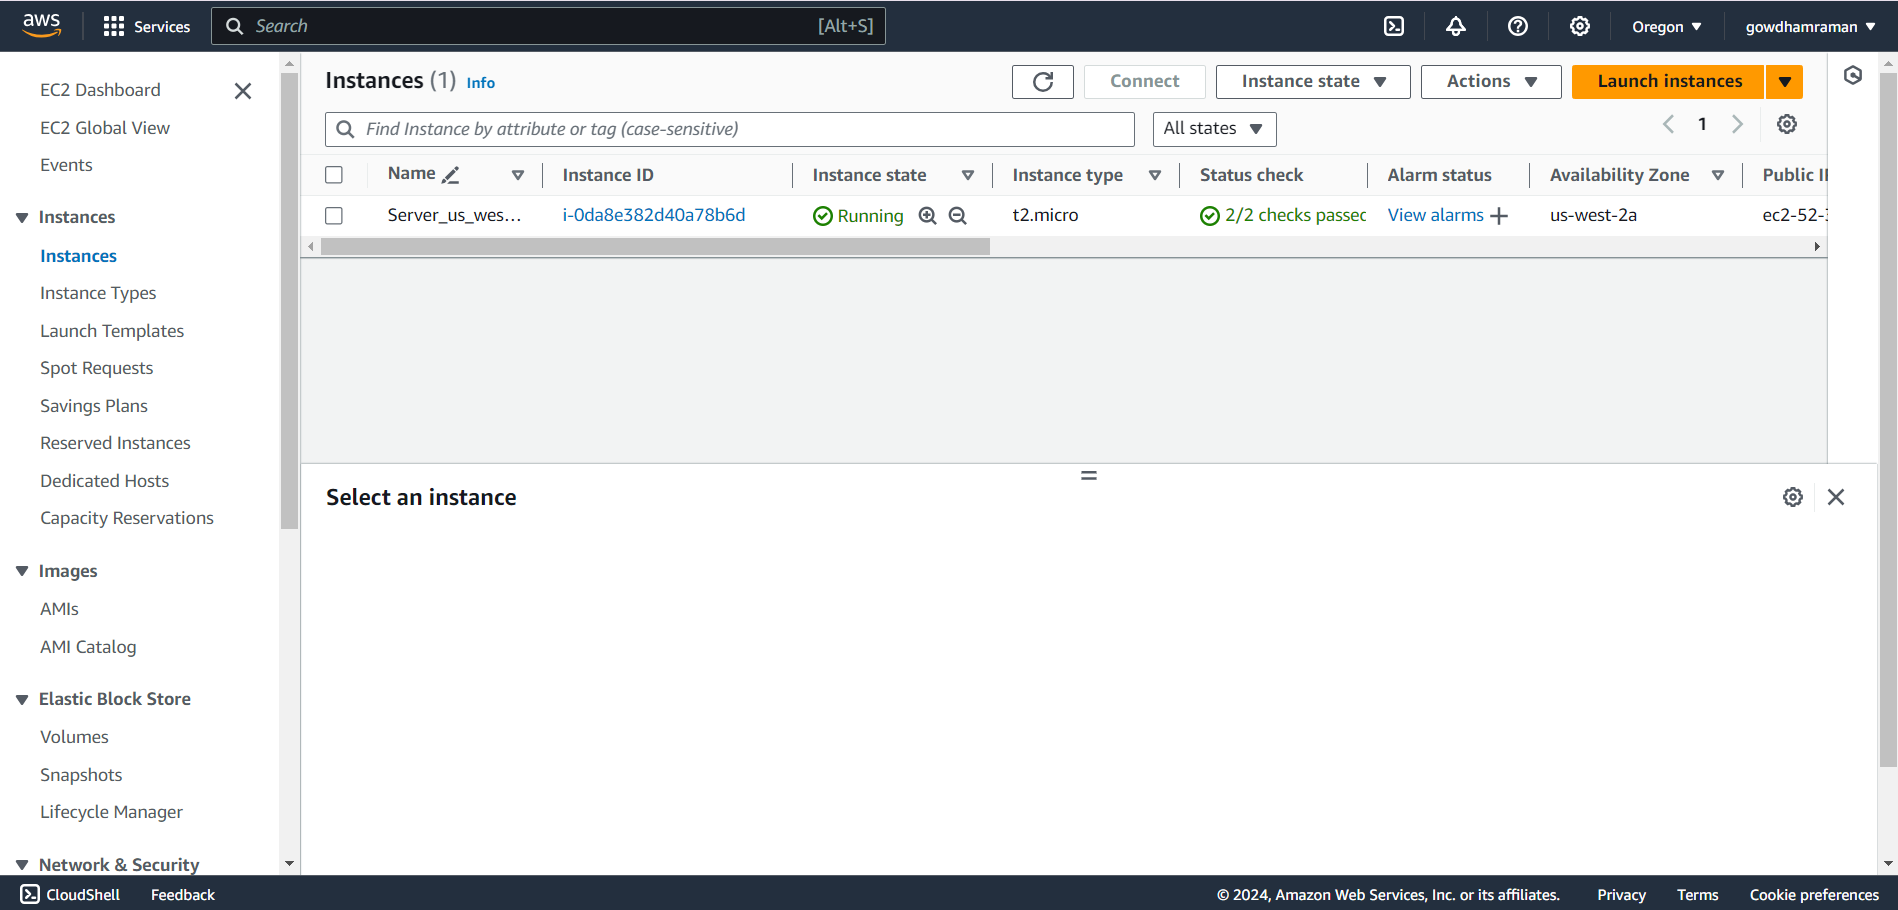 aws Services Search [Alt+S] Oregon gowdhamraman
EC2 Dashboard
EC2 Global View
Events
Instances
Instances
Instance Types
Launch Templates
Spot Requests
Savings Plans
Reserved Instances
Dedicated Hosts
Capacity Reservations
Images
AMIs
AMI Catalog
Elastic Block Store
Volumes
Snapshots
Lifecycle Manager
Network & Security
Instances (1) Info Connect Instance state Actions Launch instances
Find Instance by attribute or tag (case-sensitive) All states 1
Name Instance ID Instance state Instance type Status check Alarm status Availability Zone Public
Server_us_wes... i-0da8e382d40a78b6d Running t2.micro 2/2 checks View alarms us-west-2a ec2-52-
Select an instance
CloudShell Feedback © 2024, Amazon Web Services, Inc. or its affiliates. Privacy Terms Cookie preferences